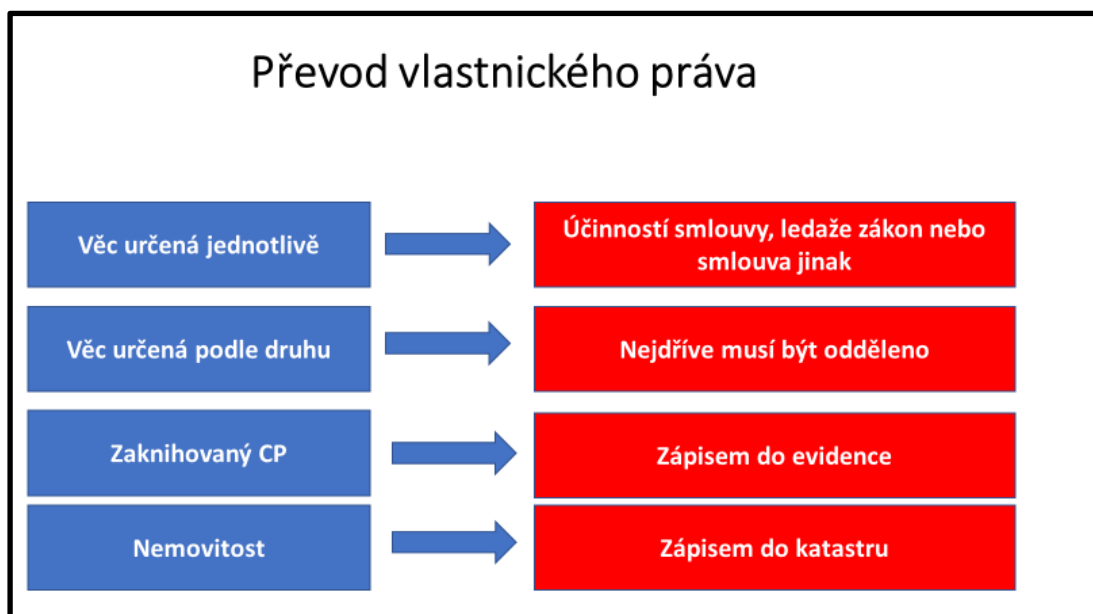 Převod vlastnického práva
Věc určená jednotlivě
Účinností smlouvy, ledaže zákon nebo
smlouva jinak
Věc určená podle druhu
Nejdříve musí být odděleno
Zaknihovaný CP
Zápisem do evidence
Nemovitost
Zápisem do katastru